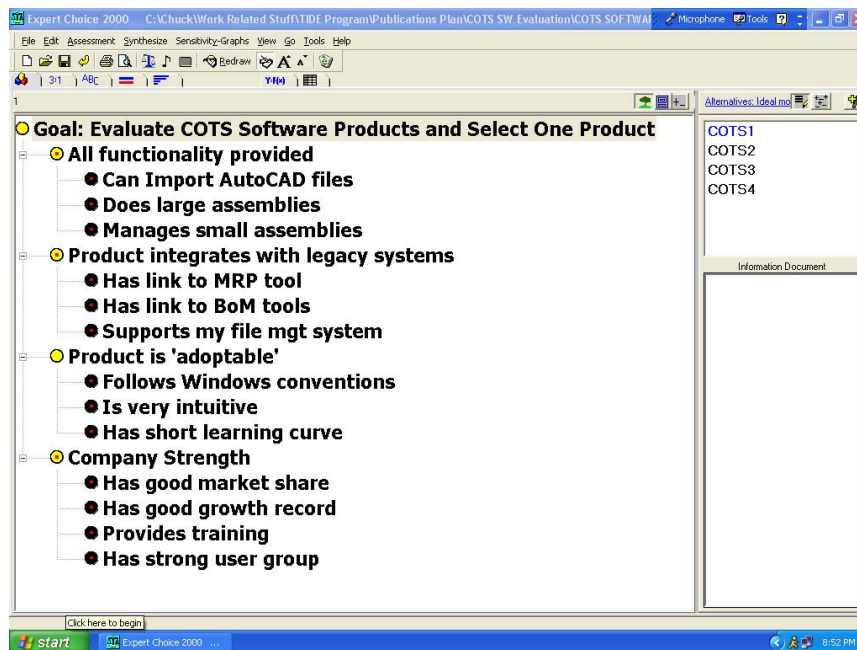 Expert Choice 2000 C:\Chuck\Work Related Stuff\TIDE Program\Publications Plan\COTS SW Evaluation\COTS SOFTWA
Microphone Tools
File Edit Assessment Synthesize Sensitivity-Graphs View Go Tools Help
Redraw
3:1 ABC Y:f(x)
1
Alternatives: Ideal mo
Goal: Evaluate COTS Software Products and Select One Product
All functionality provided
Can Import AutoCAD files
Does large assemblies
Manages small assemblies
Product integrates with legacy systems
Has link to MRP tool
Has link to BoM tools
Supports my file mgt system
Product is 'adoptable'
Follows Windows conventions
Is very intuitive
Has short learning curve
Company Strength
Has good market share
Has good growth record
Provides training
Has strong user group
COTS1
COTS2
COTS3
COTS4
Information Document
Click here to begin
start
Expert Choice 2000 ...
8:52 PM